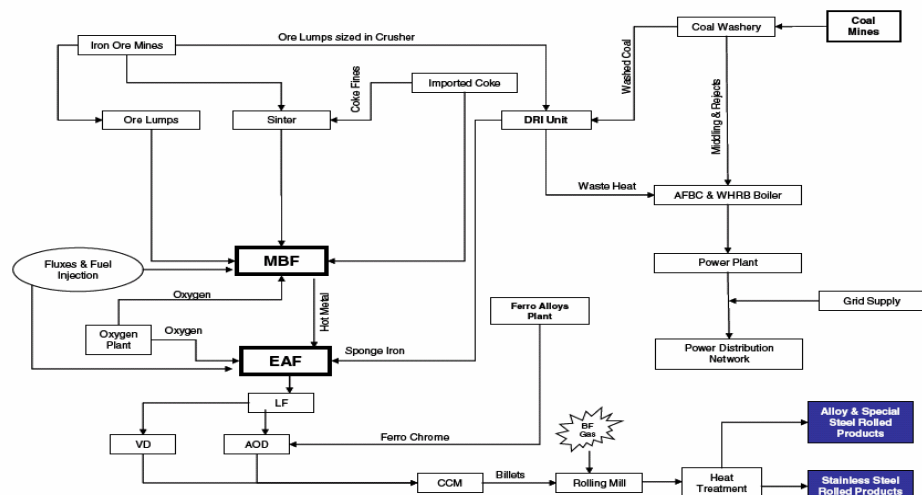 Coal Washery
Coal
Mines
Iron Ore Mines
Ore Lumps sized in Crusher
Washed Coal
Middling & Rejects
Coke Fines
Imported Coke
Ore Lumps
Sinter
DRI Unit
Waste Heat
AFBC & WHRB Boiler
Fluxes & Fuel
Injection
MBF
Power Plant
Oxygen
Hot Metal
Ferro Alloys
Plant
Grid Supply
Oxygen
Plant
Oxygen
EAF
Sponge Iron
Power Distribution
Network
LF
VD
AOD
Ferro Chrome
BF
Gas
Alloy & Special
Steel Rolled
Products
CCM
Billets
Rolling Mill
Heat
Treatment
Stainless Steel
Rolled Products